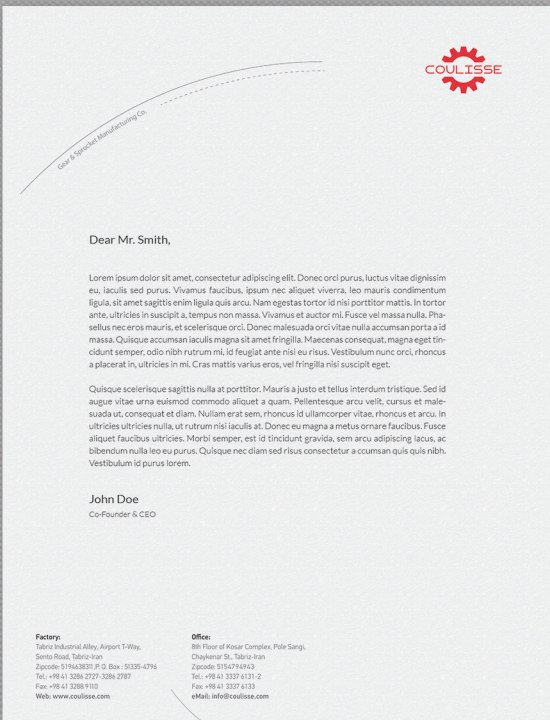 COULISSE
Gear & Sprocket Manufacturing Co.
Dear Mr. Smith,
Lorem ipsum dolor sit amet, consectetur adipiscing elit. Donec orci purus, luctus vitae dignissim
eu, iaculis sed purus. Vivamus faucibus, ipsum nec aliquet viverra, leo mauris condimentum
ligula, sit amet sagittis enim ligula quis arcu. Nam egestas tortor id nisi porttitor mattis. In tortor
ante, ultricies in suscipit a, tempus non massa. Vivamus et auctor mi. Fusce vel massa nulla. Pha-
sellus nec eros mauris, et scelerisque orci. Donec malesuada orci vitae nulla accumsan porta a id
massa. Quisque accumsan iaculis magna sit amet fringilla. Maecenas consequat, magna eget tin-
cidunt semper, odio nibh rutrum mi, id feugiat ante nisi eu risus. Vestibulum nunc orci, rhoncus
a placerat in, ultricies in mi. Cras mattis varius eros, vel fringilla nisi suscipit eget.
Quisque scelerisque sagittis nulla at porttitor. Mauris a justo et tellus interdum tristique. Sed id
augue vitae urna euismod commodo aliquet a quam. Pellentesque arcu velit, cursus et male-
suada ut, consequat et diam. Nullam erat sem, rhoncus id ullamcorper vitae, rhoncus et arcu. In
ultricies ultricies nulla, ut rutrum nisi iaculis at. Donec eu magna a metus ornare faucibus. Fusce
aliquet faucibus ultricies. Morbi semper, est id tincidunt gravida, sem arcu adipiscing lacus, ac
bibendum nulla leo eu purus. Quisque nec diam sed risus consectetur a ccumsan quis quis nibh.
Vestibulum id purus lorem.
John Doe
Co-Founder & CEO
Factory:
Tabriz Industrial Alley, Airport T-Way,
Sento Road, Tabriz-Iran
Zipcode: 5194638311 ,P. O. Box : 51335-4796
Tel.: +98 41 3286 2727-3286 2787
Fax: +98 41 3288 9110
Web: www.coulisse.com
Office:
8th Floor of Kosar Complex. Pole Sangi,
Chaykenar St., Tabriz-Iran
Zipcode: 5154794943
Tel.: +98 41 3337 6131-2
Fax: +98 41 3337 6133
eMail: info@coulisse.com